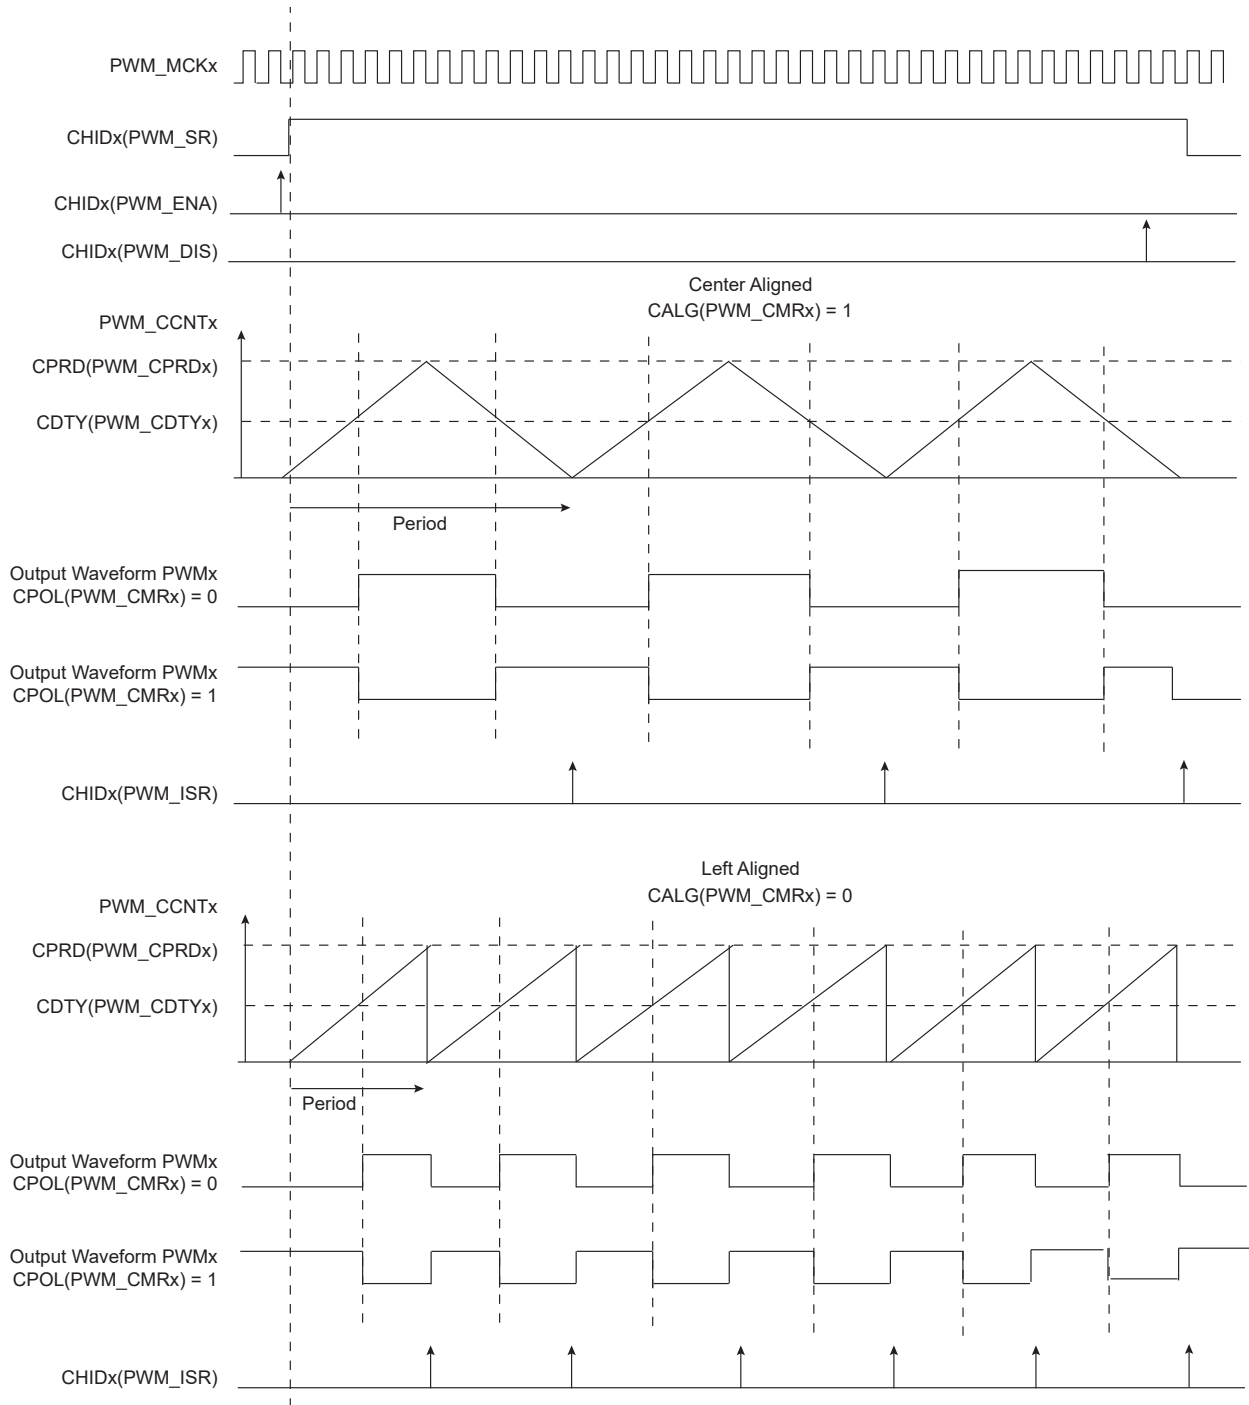 PWM_MCKx
CHIDx(PWM_SR)
CHIDx(PWM_ENA)
CHIDx(PWM_DIS)
Center Aligned
CALG(PWM_CMRx) = 1
PWM_CCNTx
CPRD(PWM_CPRDx)
CDTY(PWM_CDTYx)
Period
Output Waveform PWMx
CPOL(PWM_CMRx) = 0
Output Waveform PWMx
CPOL(PWM_CMRx) = 1
CHIDx(PWM_ISR)
Left Aligned
CALG(PWM_CMRx) = 0
PWM_CCNTx
CPRD(PWM_CPRDx)
CDTY(PWM_CDTYx)
Period
Output Waveform PWMx
CPOL(PWM_CMRx) = 0
Output Waveform PWMx
CPOL(PWM_CMRx) = 1
CHIDx(PWM_ISR)